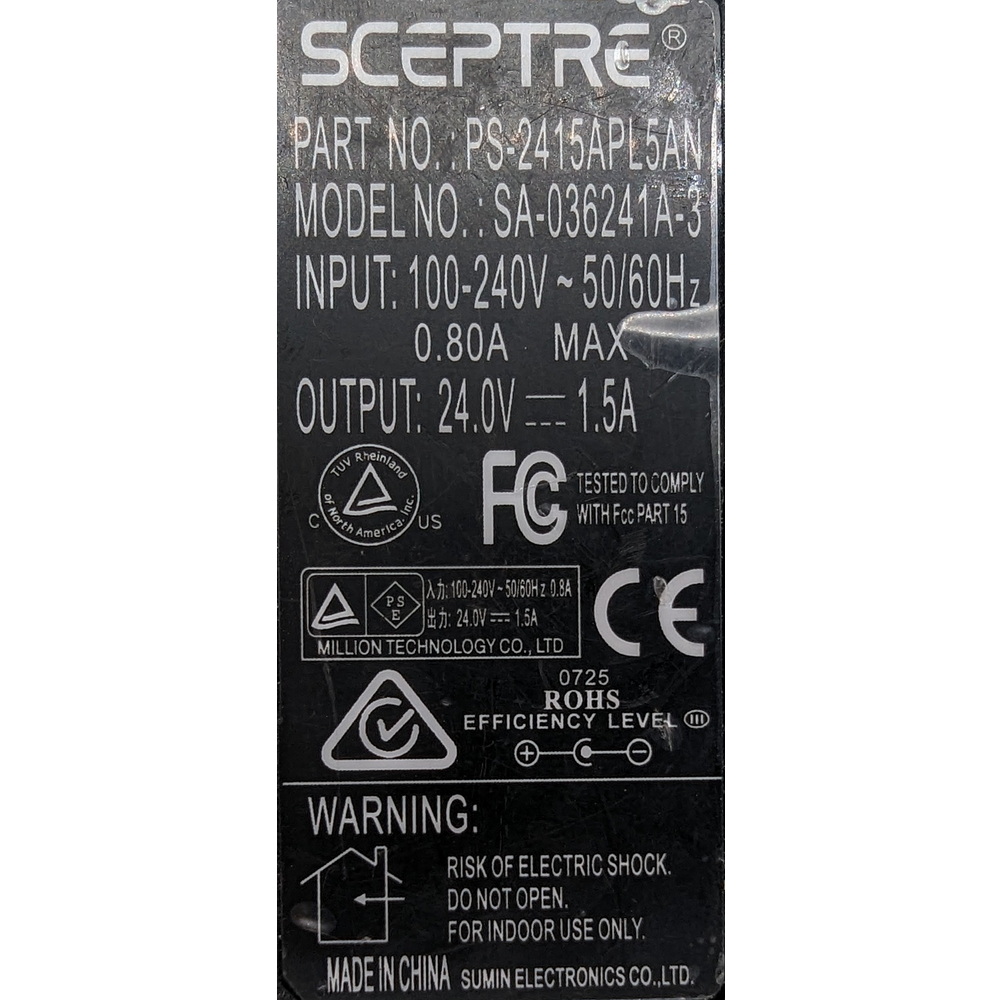 SCEPTRE®
PART NO.: PS-2415APL5AN
MODEL NO.: SA-036241A-3
INPUT: 100-240V ~ 50/60Hz
0.80A MAX
OUTPUT: 24.0V ⎓ 1.5A
TUV Rheinland
of North America, Inc.
C US
FC TESTED TO COMPLY
WITH Fcc PART 15
PS
E
入力: 100-240V ~ 50/60Hz 0.8A
出力: 24.0V ⎓ 1.5A
MILLION TECHNOLOGY CO., LTD
CE
0725
ROHS
EFFICIENCY LEVEL III
WARNING:
RISK OF ELECTRIC SHOCK.
DO NOT OPEN.
FOR INDOOR USE ONLY.
MADE IN CHINA SUMIN ELECTRONICS CO.,LTD.